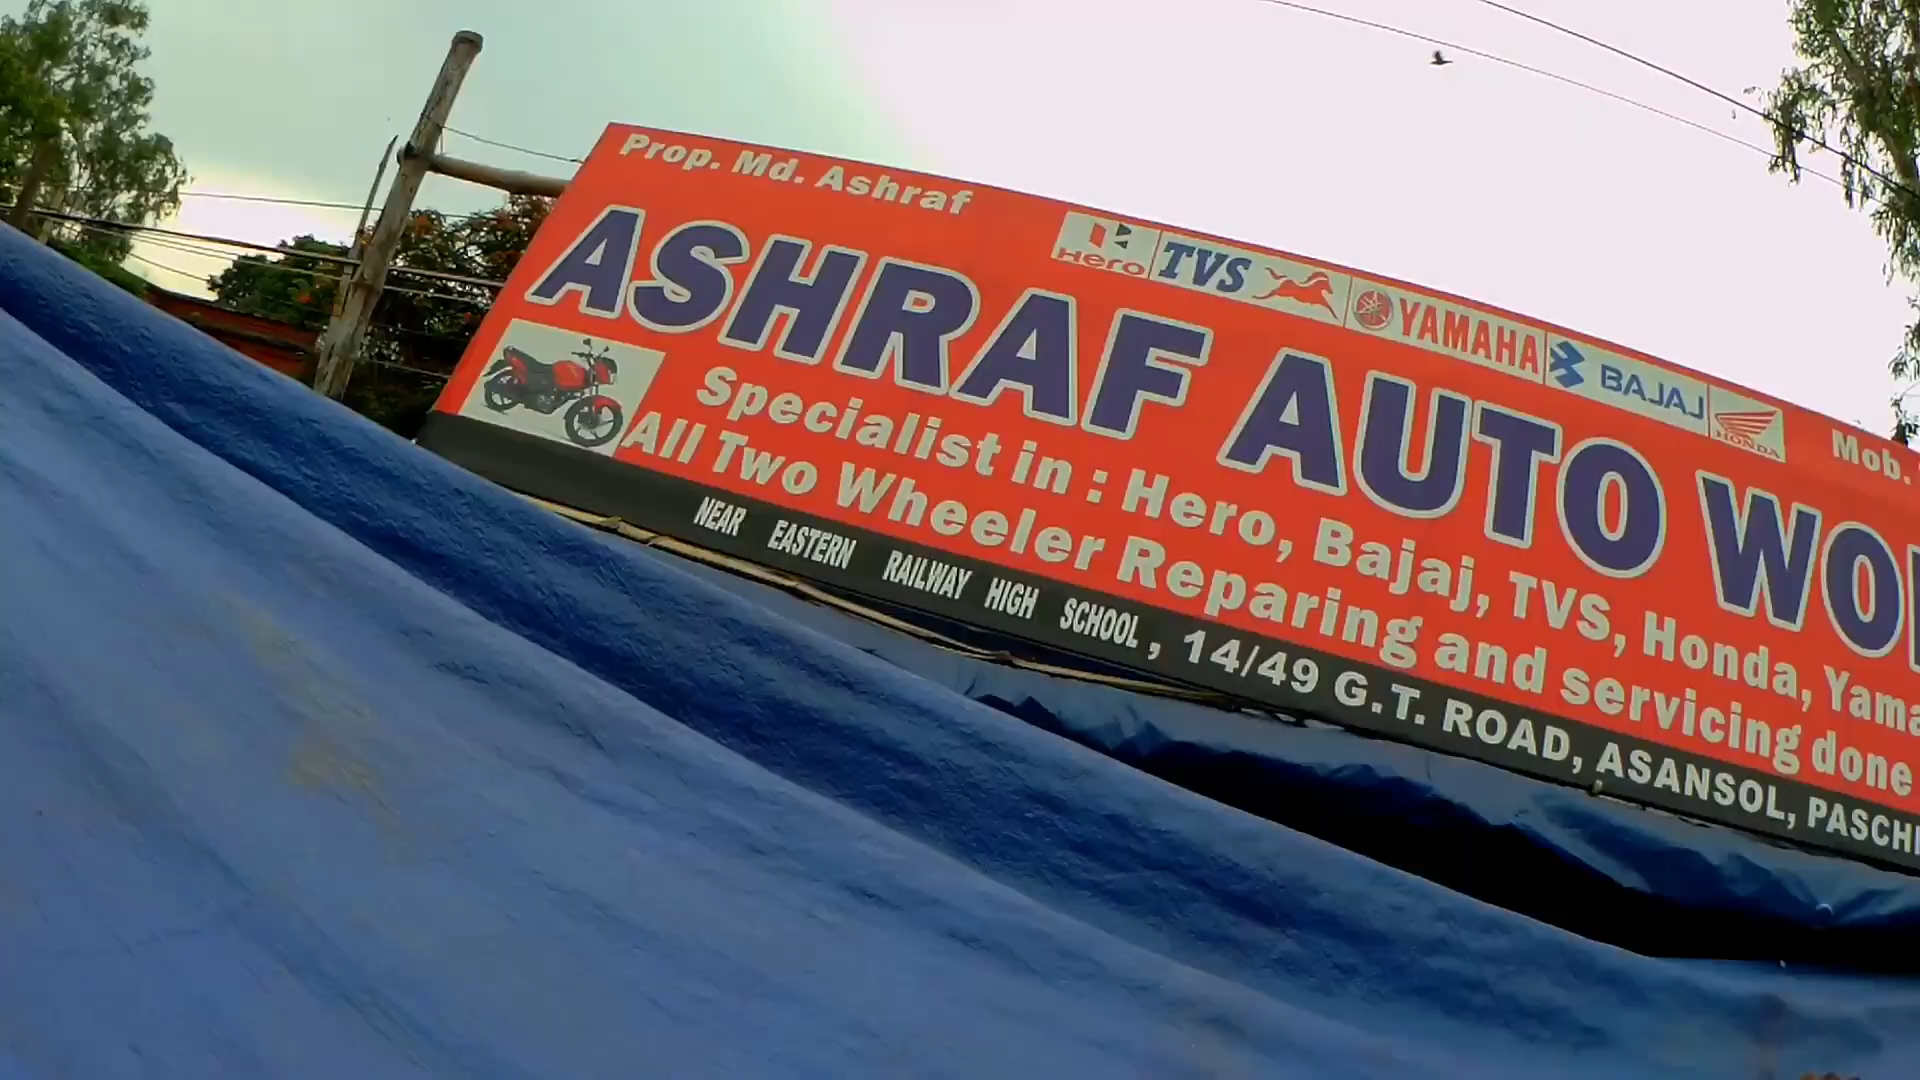 Prop. Md. Ashraf
Hero TVS YAMAHA BAJAJ HONDA
Mob.
ASHRAF AUTO
Specialist in : Hero, Bajaj, TVS, Honda,
All Two Wheeler Reparing and servicing done
NEAR EASTERN RAILWAY HIGH SCHOOL, 14/49 G.T. ROAD, ASANSOL,